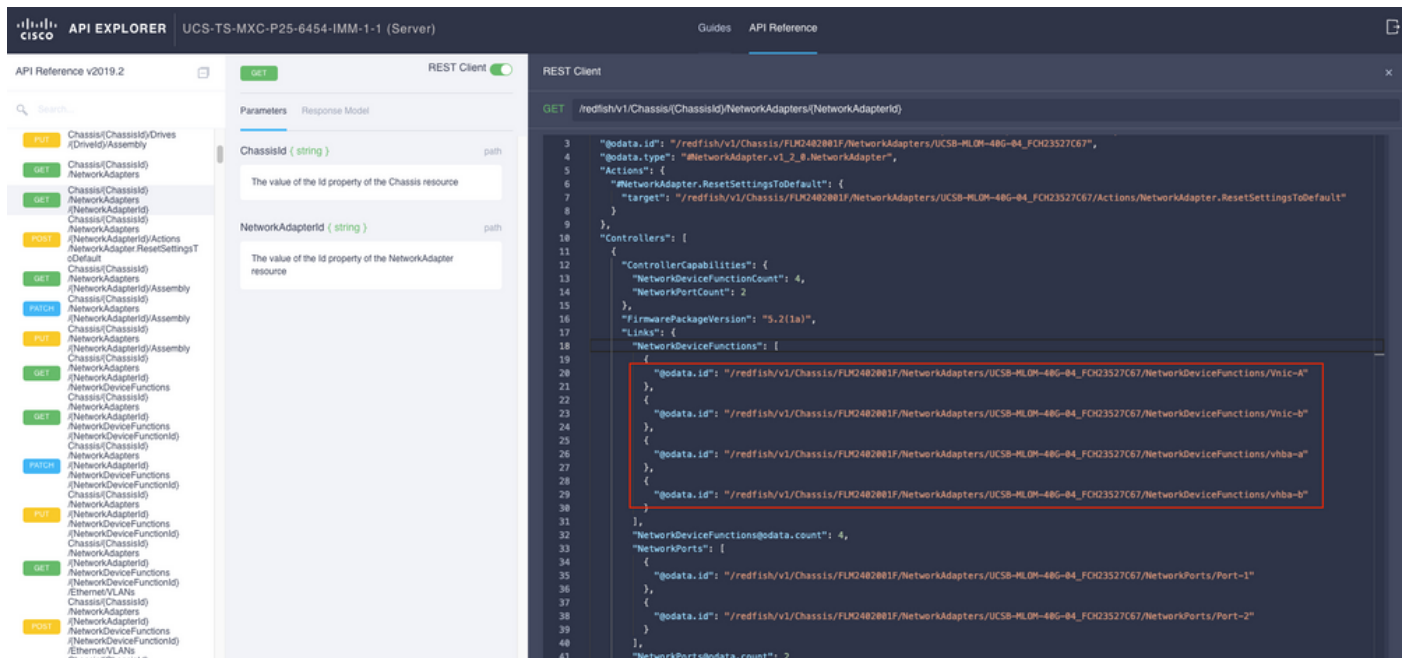 CISCO
API EXPLORER
UCS-TS-MXC-P25-6454-IMM-1-1 (Server)
Guides
API Reference
API Reference v2019.2
Search...
PUT
Chassis/{ChassisId}/Drives
/{DriveId}/Assembly
GET
Chassis/{ChassisId}
/NetworkAdapters
GET
Chassis/{ChassisId}
/NetworkAdapters
/{NetworkAdapterId}
POST
Chassis/{ChassisId}
/NetworkAdapters
/{NetworkAdapterId}/Actions
/NetworkAdapter.ResetSettingsT
oDefault
GET
Chassis/{ChassisId}
/NetworkAdapters
/{NetworkAdapterId}/Assembly
PATCH
Chassis/{ChassisId}
/NetworkAdapters
/{NetworkAdapterId}/Assembly
PUT
Chassis/{ChassisId}
/NetworkAdapters
/{NetworkAdapterId}/Assembly
GET
Chassis/{ChassisId}
/NetworkAdapters
/{NetworkAdapterId}
/NetworkDeviceFunctions
GET
Chassis/{ChassisId}
/NetworkAdapters
/{NetworkAdapterId}
/NetworkDeviceFunctions
/{NetworkDeviceFunctionId}
PATCH
Chassis/{ChassisId}
/NetworkAdapters
/{NetworkAdapterId}
/NetworkDeviceFunctions
/{NetworkDeviceFunctionId}
PUT
Chassis/{ChassisId}
/NetworkAdapters
/{NetworkAdapterId}
/NetworkDeviceFunctions
/{NetworkDeviceFunctionId}
GET
Chassis/{ChassisId}
/NetworkAdapters
/{NetworkAdapterId}
/NetworkDeviceFunctions
/{NetworkDeviceFunctionId}
/Ethernet/VLANs
POST
Chassis/{ChassisId}
/NetworkAdapters
/{NetworkAdapterId}
/NetworkDeviceFunctions
/{NetworkDeviceFunctionId}
/Ethernet/VLANs
GET
REST Client
Parameters
Response Model
ChassisId { string }
path
The value of the Id property of the Chassis resource
NetworkAdapterId { string }
path
The value of the Id property of the NetworkAdapter
resource
REST Client
×
GET /redfish/v1/Chassis/{ChassisId}/NetworkAdapters/{NetworkAdapterId}
3 "@odata.id": "/redfish/v1/Chassis/FLM2402001F/NetworkAdapters/UCSB-MLOM-40G-04_FCH23527C67",
4 "@odata.type": "#NetworkAdapter.v1_2_0.NetworkAdapter",
5 "Actions": {
6 "#NetworkAdapter.ResetSettingsToDefault": {
7 "target": "/redfish/v1/Chassis/FLM2402001F/NetworkAdapters/UCSB-MLOM-40G-04_FCH23527C67/Actions/NetworkAdapter.ResetSettingsToDefault"
8 }
9 },
10 "Controllers": [
11 {
12 "ControllerCapabilities": {
13 "NetworkDeviceFunctionCount": 4,
14 "NetworkPortCount": 2
15 },
16 "FirmwarePackageVersion": "5.2(1a)",
17 "Links": {
18 "NetworkDeviceFunctions": [
19 {
20 "@odata.id": "/redfish/v1/Chassis/FLM2402001F/NetworkAdapters/UCSB-MLOM-40G-04_FCH23527C67/NetworkDeviceFunctions/Vnic-A"
21 },
22 {
23 "@odata.id": "/redfish/v1/Chassis/FLM2402001F/NetworkAdapters/UCSB-MLOM-40G-04_FCH23527C67/NetworkDeviceFunctions/Vnic-b"
24 },
25 {
26 "@odata.id": "/redfish/v1/Chassis/FLM2402001F/NetworkAdapters/UCSB-MLOM-40G-04_FCH23527C67/NetworkDeviceFunctions/vhba-a"
27 },
28 {
29 "@odata.id": "/redfish/v1/Chassis/FLM2402001F/NetworkAdapters/UCSB-MLOM-40G-04_FCH23527C67/NetworkDeviceFunctions/vhba-b"
30 }
31 ],
32 "NetworkDeviceFunctions@odata.count": 4,
33 "NetworkPorts": [
34 {
35 "@odata.id": "/redfish/v1/Chassis/FLM2402001F/NetworkAdapters/UCSB-MLOM-40G-04_FCH23527C67/NetworkPorts/Port-1"
36 },
37 {
38 "@odata.id": "/redfish/v1/Chassis/FLM2402001F/NetworkAdapters/UCSB-MLOM-40G-04_FCH23527C67/NetworkPorts/Port-2"
39 }
40 ],
41 "NetworkPorts@odata.count": 2